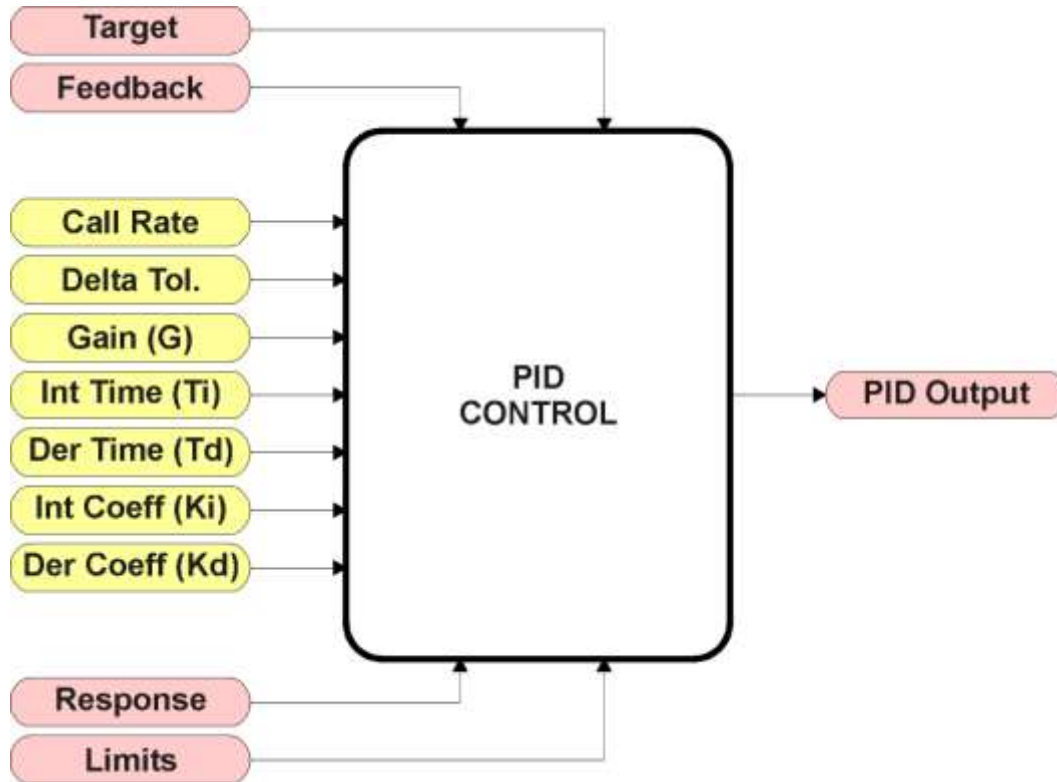 Target
Feedback
Call Rate
Delta Tol.
Gain (G)
Int Time (Ti)
Der Time (Td)
Int Coeff (Ki)
Der Coeff (Kd)
PID
CONTROL
PID Output
Response
Limits